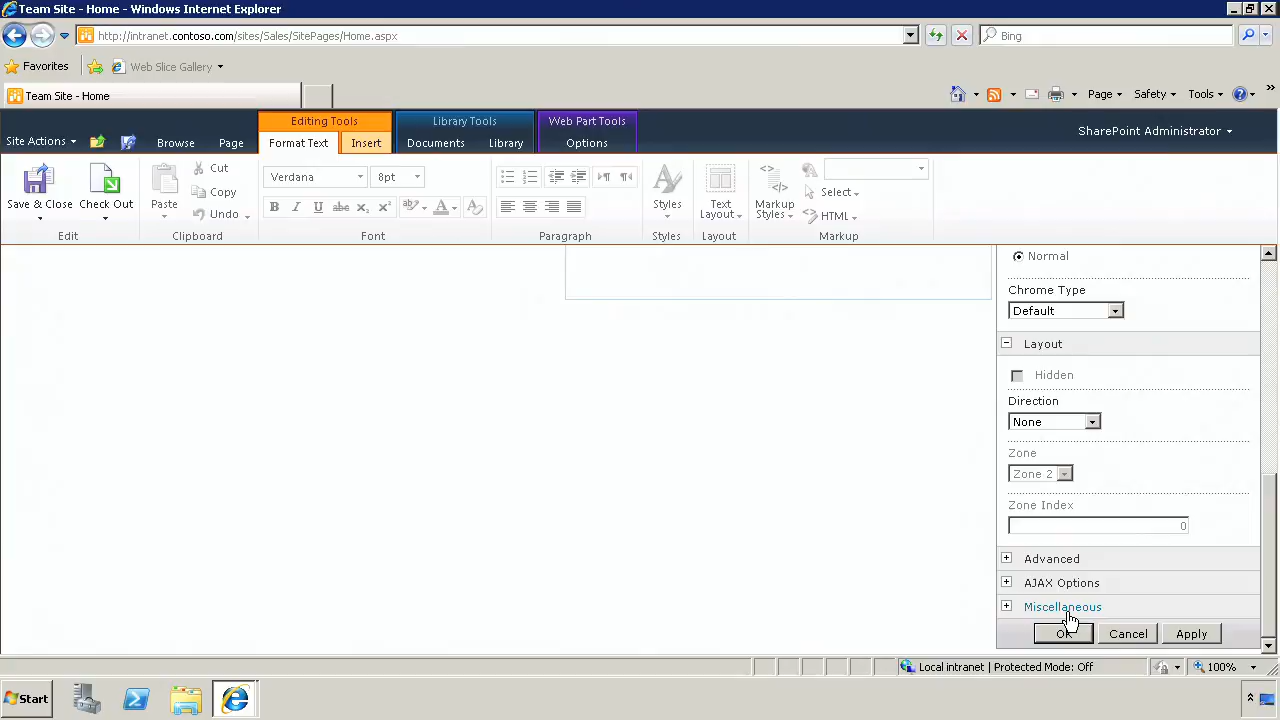 Team Site - Home - Windows Internet Explorer
http://intranet.contoso.com/sites/Sales/SitePages/Home.aspx
Bing
Favorites
Web Slice Gallery
Team Site - Home
Page
Safety
Tools
Editing Tools
Library Tools
Web Part Tools
Site Actions
Browse
Page
Format Text
Insert
Documents
Library
Options
SharePoint Administrator
Save & Close
Check Out
Paste
Cut
Copy
Undo
Verdana
8pt
B I U abc X₂ X²
Styles
Text Layout
Markup Styles
Select
HTML
Edit
Clipboard
Font
Paragraph
Styles
Layout
Markup
Normal
Chrome Type
Default
Layout
Hidden
Direction
None
Zone
Zone 2
Zone Index
0
Advanced
AJAX Options
Miscellaneous
OK
Cancel
Apply
Local intranet | Protected Mode: Off
100%
Start